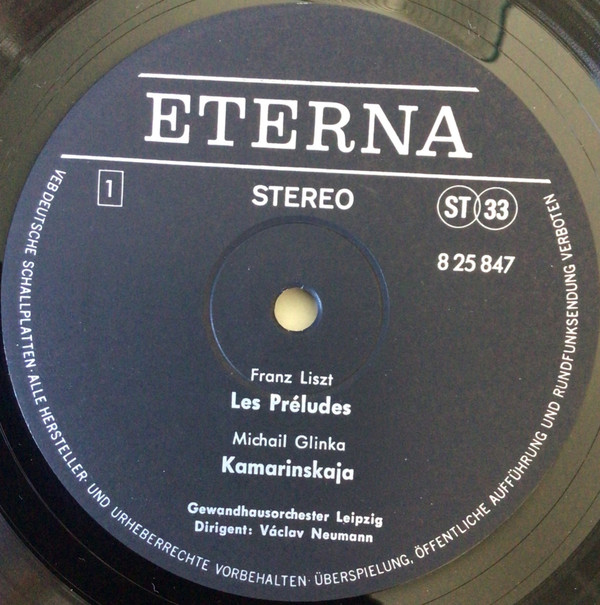 ETERNA
1
STEREO
ST 33
8 25 847
Franz Liszt
Les Préludes
Michail Glinka
Kamarinskaja
Gewandhausorchester Leipzig
Dirigent: Václav Neumann
VEB DEUTSCHE SCHALLPLATTEN · ALLE HERSTELLER- UND URHEBERRECHTE VORBEHALTEN · ÜBERSPIELUNG, ÖFFENTLICHE AUFFÜHRUNG UND RUNDFUNKSENDUNG VERBOTEN